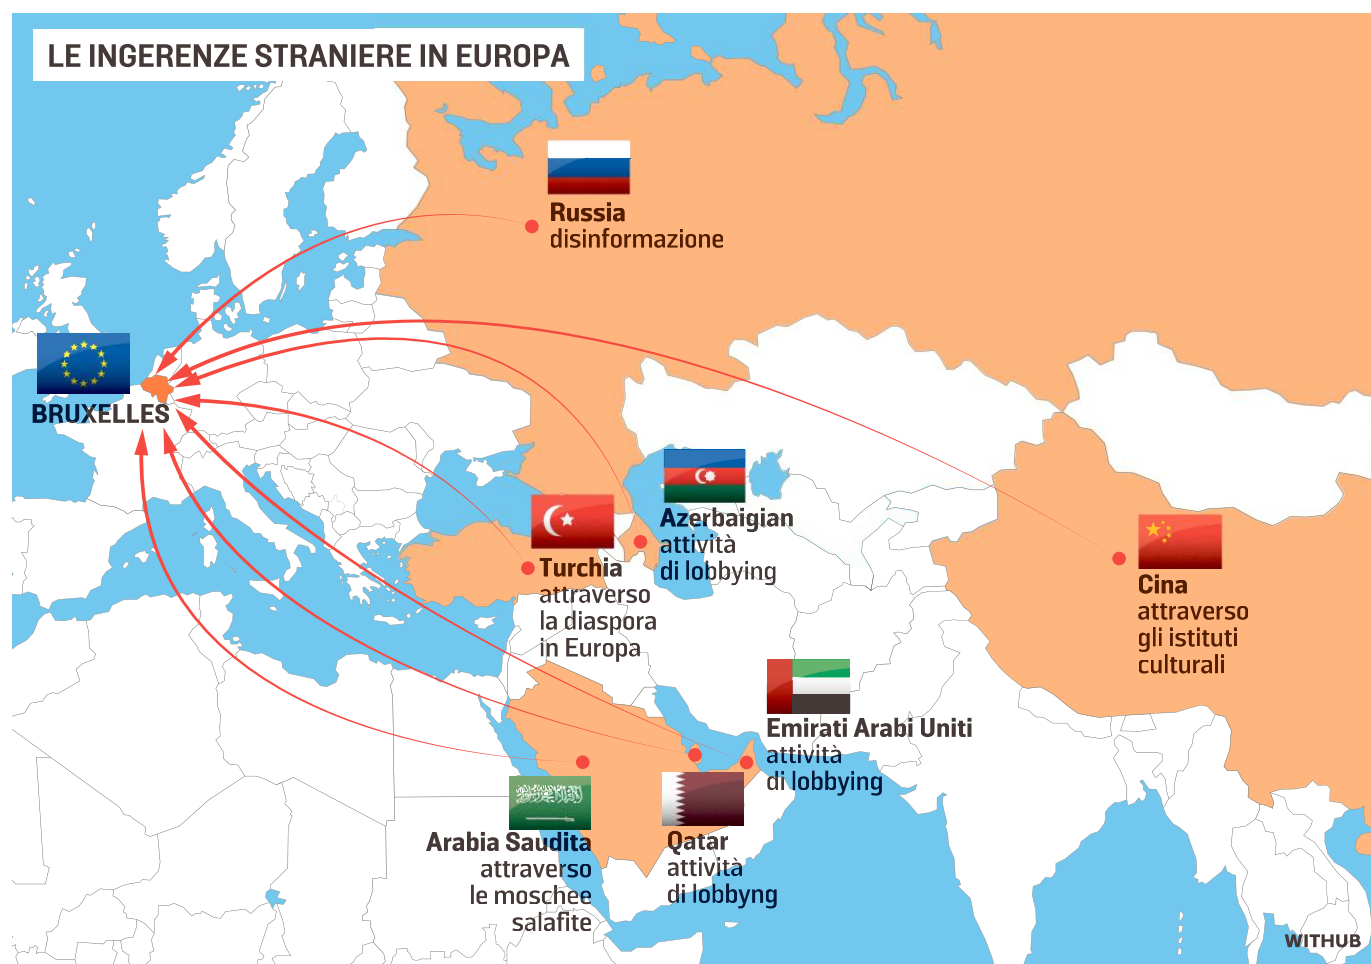 LE INGERENZE STRANIERE IN EUROPA
Russia
disinformazione
BRUXELLES
Azerbaigian
attività
di lobbying
Turchia
attraverso
la diaspora
in Europa
Cina
attraverso
gli istituti
culturali
Emirati Arabi Uniti
attività
di lobbying
Arabia Saudita
attraverso
le moschee
salafite
Qatar
attività
di lobbyng
WITHUB